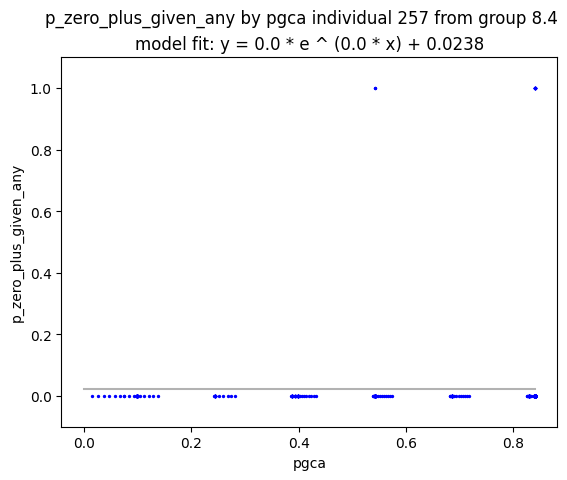 p_zero_plus_given_any by pgca individual 257 from group 8.4
model fit: y = 0.0 * e ^ (0.0 * x) + 0.0238
p_zero_plus_given_any
1.0
0.8
0.6
0.4
0.2
0.0
0.0 0.2 0.4 0.6 0.8
pgca